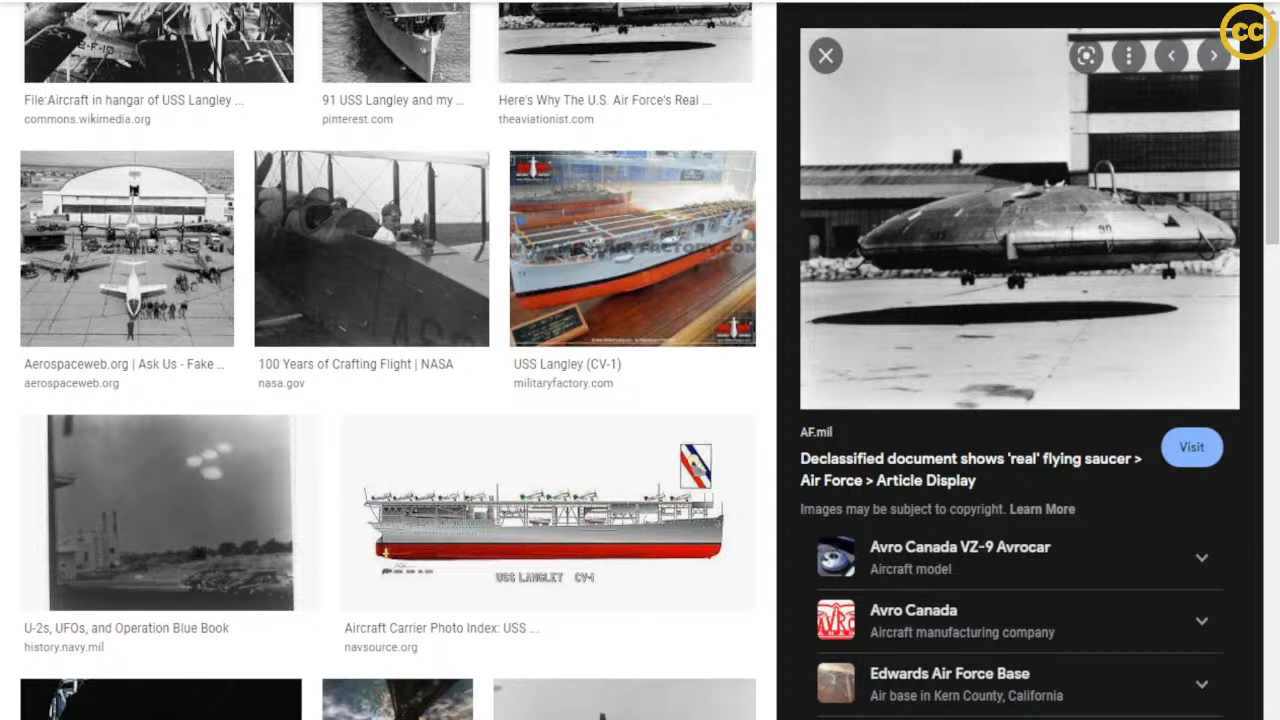 2-F-10
File:Aircraft in hangar of USS Langley ...
commons.wikimedia.org
91 USS Langley and my ...
pinterest.com
Here's Why The U.S. Air Force's Real ...
theaviationist.com
Aerospaceweb.org | Ask Us - Fake ...
aerospaceweb.org
100 Years of Crafting Flight | NASA
nasa.gov
USS Langley (CV-1)
militaryfactory.com
U-2s, UFOs, and Operation Blue Book
history.navy.mil
USS LANGLEY CV-1
Aircraft Carrier Photo Index: USS ...
navsource.org
CC
90
AF.mil
Declassified document shows 'real' flying saucer >
Air Force > Article Display
Visit
Images may be subject to copyright. Learn More
Avro Canada VZ-9 Avrocar
Aircraft model
Avro Canada
Aircraft manufacturing company
Edwards Air Force Base
Air base in Kern County, California